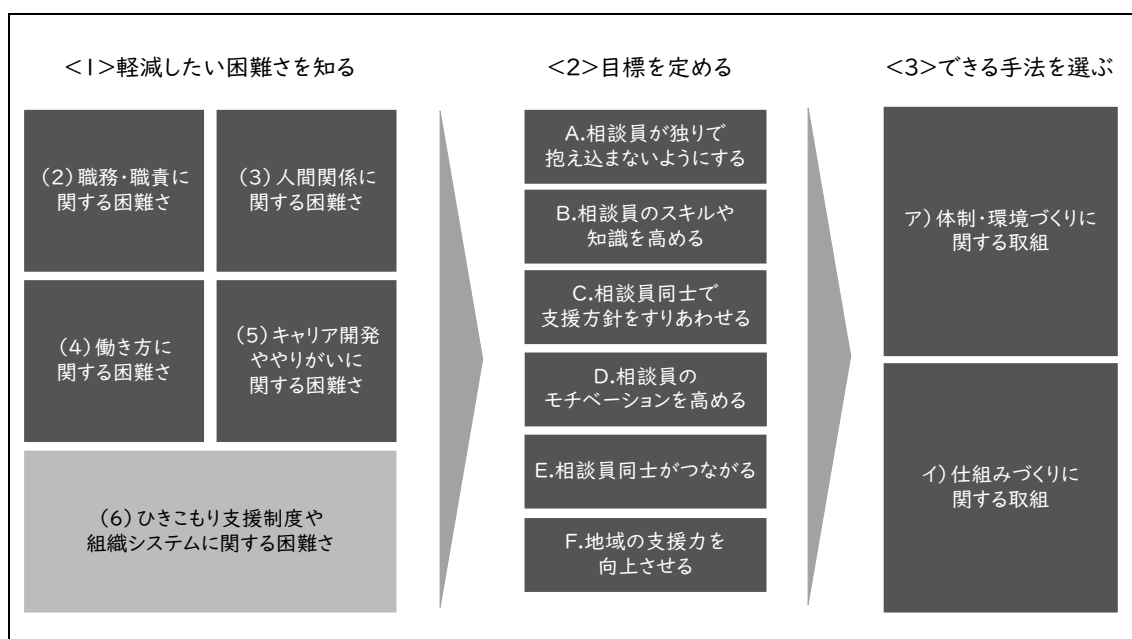 <1>軽減したい困難さを知る
(2)職務・職責に
関する困難さ
(3)人間関係に
関する困難さ
(4)働き方に
関する困難さ
(5)キャリア開発
ややりがいに
関する困難さ
(6)ひきこもり支援制度や
組織システムに関する困難さ
<2>目標を定める
A.相談員が独りで
抱え込まないようにする
B.相談員のスキルや
知識を高める
C.相談員同士で
支援方針をすりあわせる
D.相談員の
モチベーションを高める
E.相談員同士がつながる
F.地域の支援力を
向上させる
<3>できる手法を選ぶ
ア)体制・環境づくりに
関する取組
イ)仕組みづくりに
関する取組